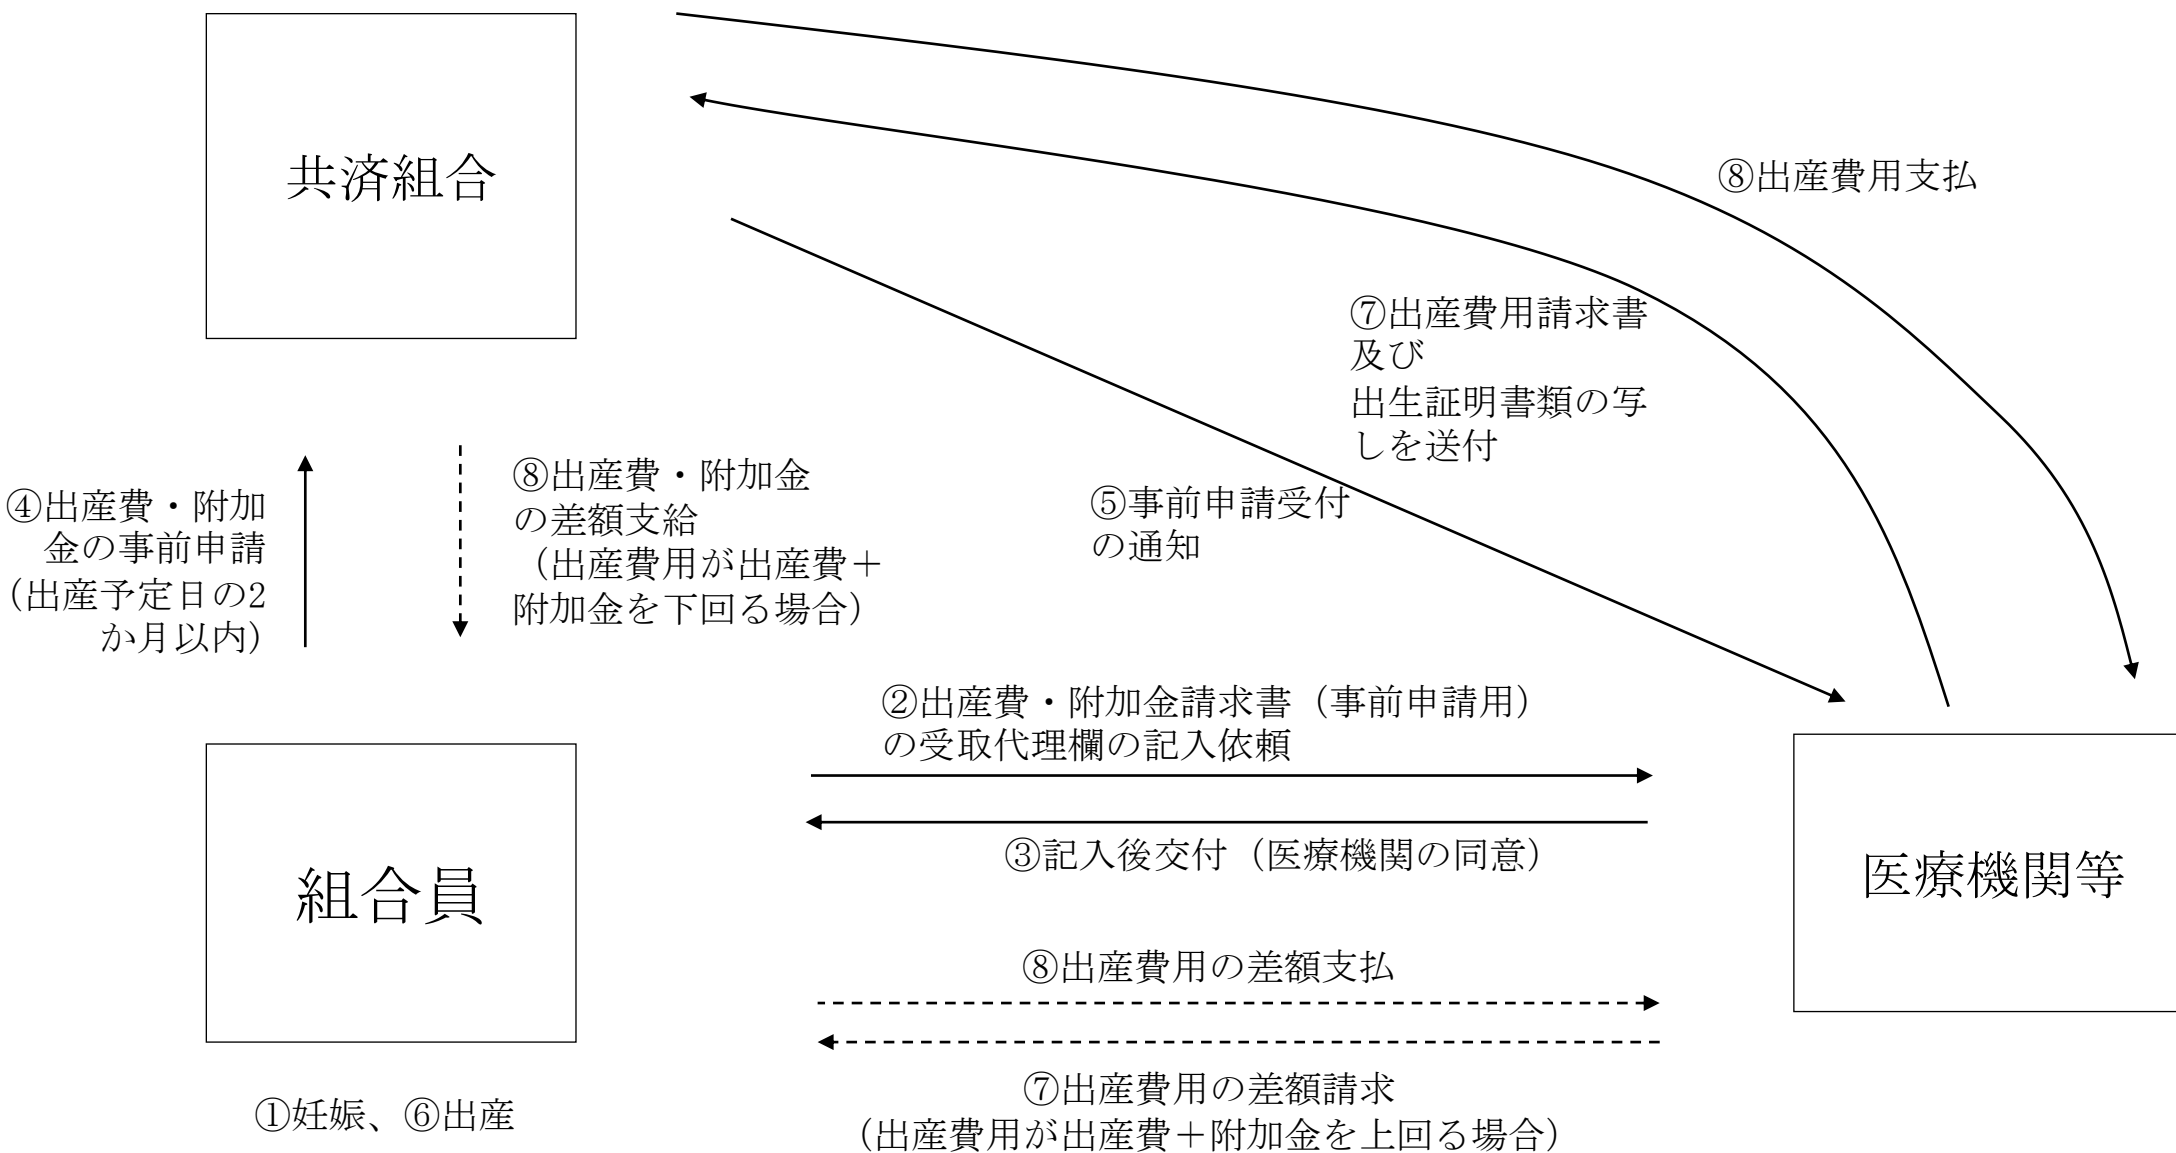 共済組合
⑧出産費用支払
⑦出産費用請求書
及び
出生証明書類の写
しを送付
⑤事前申請受付
の通知
④出産費・附加
金の事前申請
（出産予定日の2
か月以内）
⑧出産費・附加金
の差額支給
（出産費用が出産費＋
附加金を下回る場合）
②出産費・附加金請求書（事前申請用）
の受取代理欄の記入依頼
③記入後交付（医療機関の同意）
組合員
医療機関等
⑧出産費用の差額支払
⑦出産費用の差額請求
（出産費用が出産費＋附加金を上回る場合）
①妊娠、⑥出産